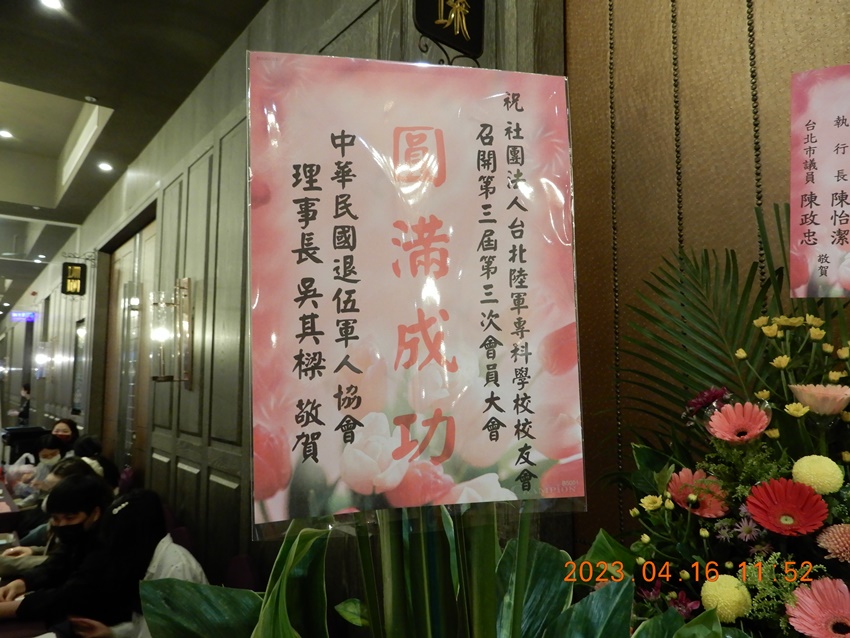 祝 社團法人台北陸軍專科學校校友會
召開第三屆第三次會員大會
圓滿成功
中華民國退伍軍人協會
理事長 吳其樑 敬賀
執行長 陳怡潔
台北市議員 陳政忠
敬賀
2023 04 16 11 52